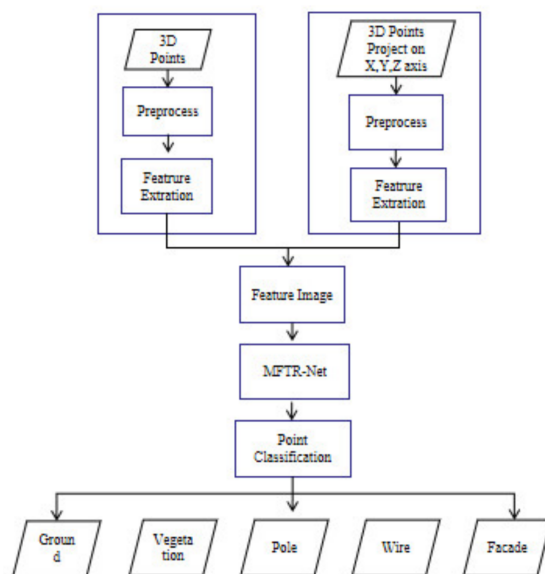 3D
Points
Preprocess
Featrure
Extration
3D Points
Project on
X,Y,Z axis
Preprocess
Featrure
Extration
Feature Image
MFTR-Net
Point
Classification
Groun
d
Vegeta
tion
Pole
Wire
Facade